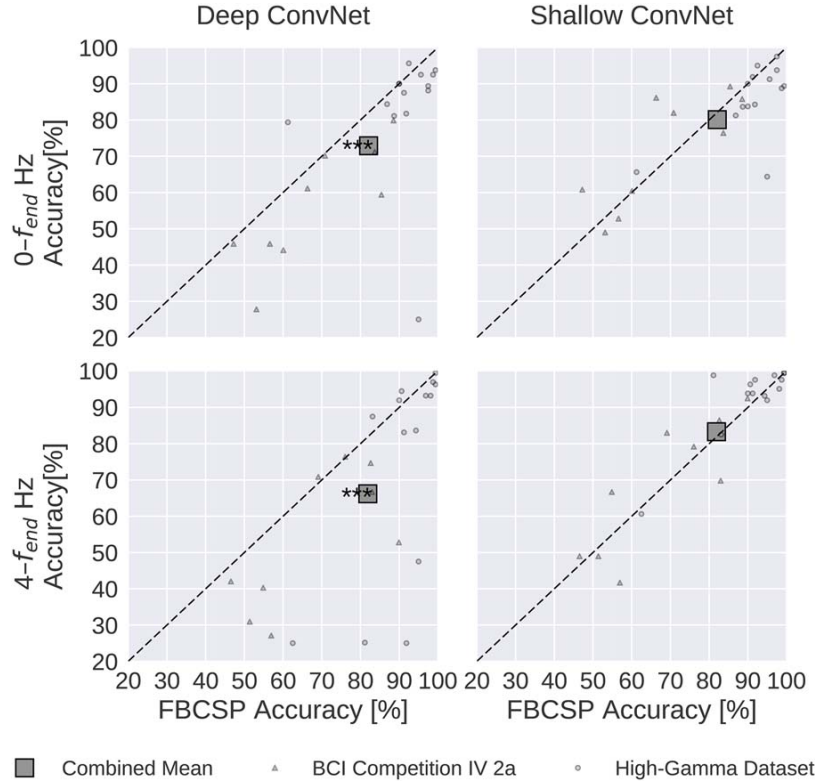 Deep ConvNet Shallow ConvNet
0–fend Hz
Accuracy[%]
100
90
80
70
60
50
40
30
20
***
4–fend Hz
Accuracy[%]
100
90
80
70
60
50
40
30
20
***
20 30 40 50 60 70 80 90 100 20 30 40 50 60 70 80 90 100
FBCSP Accuracy [%] FBCSP Accuracy [%]
Combined Mean BCI Competition IV 2a High-Gamma Dataset